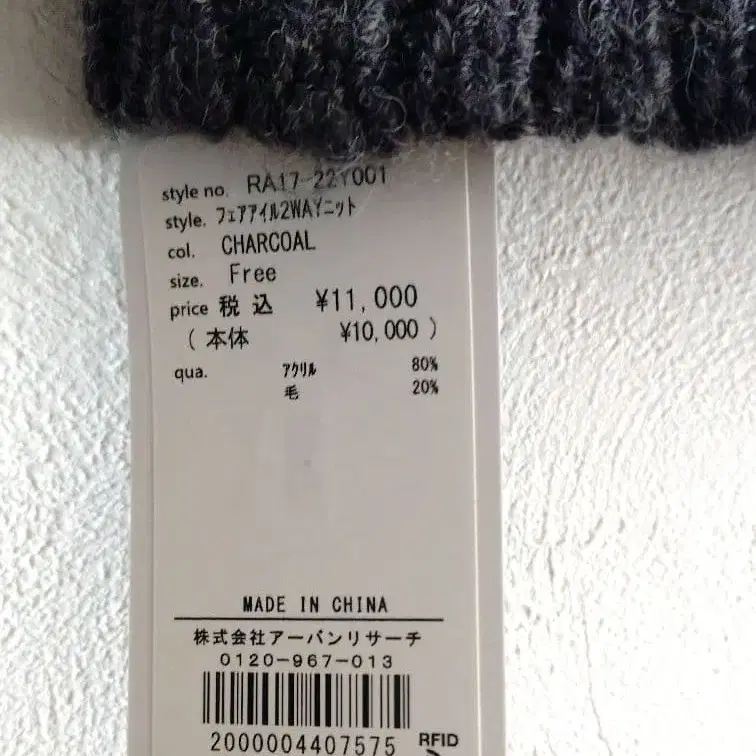 style no. RA17-22Y001
style. フェアアイル2WAYニット
col. CHARCOAL
size. Free
price 税込 ¥11,000
( 本体 ¥10,000 )
qua. アクリル 80%
毛 20%
MADE IN CHINA
株式会社アーバンリサーチ
0120-967-013
2000004407575
RFID